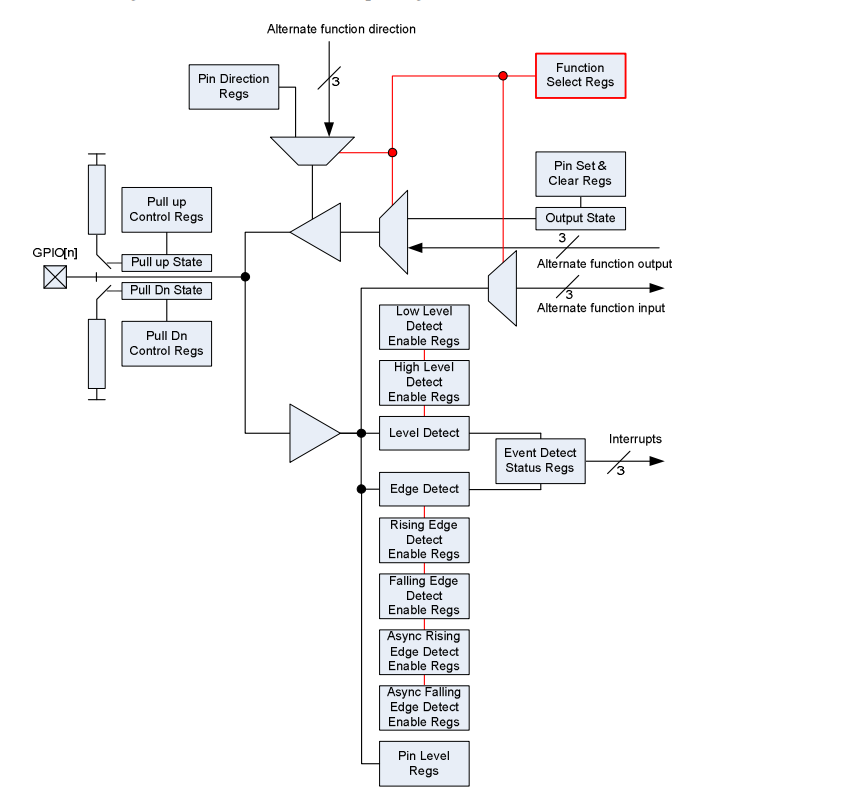 Alternate function direction
3
Function
Select Regs
Pin Direction
Regs
Pin Set &
Clear Regs
Output State
3
Alternate function output
3
Alternate function input
Pull up
Control Regs
Pull up State
GPIO[n]
Pull Dn State
Pull Dn
Control Regs
Low Level
Detect
Enable Regs
High Level
Detect
Enable Regs
Level Detect
Event Detect
Status Regs
Interrupts
3
Edge Detect
Rising Edge
Detect
Enable Regs
Falling Edge
Detect
Enable Regs
Async Rising
Edge Detect
Enable Regs
Async Falling
Edge Detect
Enable Regs
Pin Level
Regs